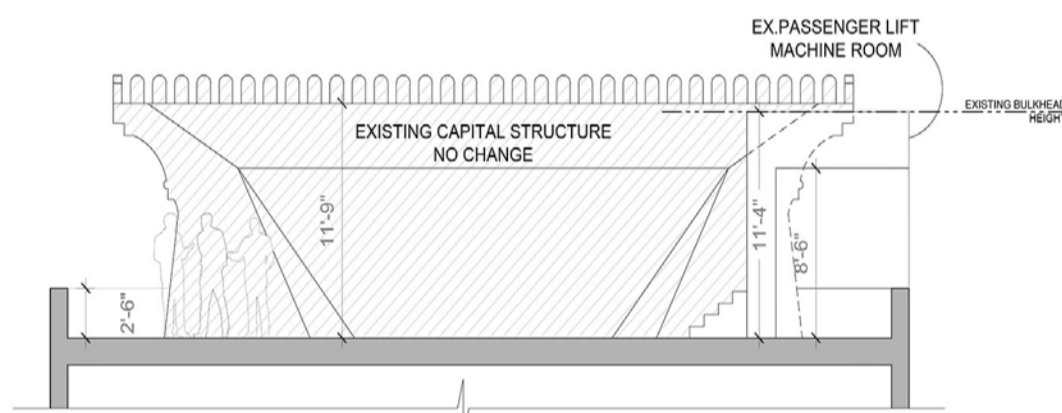 EX.PASSENGER LIFT
MACHINE ROOM
EXISTING BULKHEAD
HEIGHT
EXISTING CAPITAL STRUCTURE
NO CHANGE
11'-9"
11'-4"
8'-6"
2'-6"